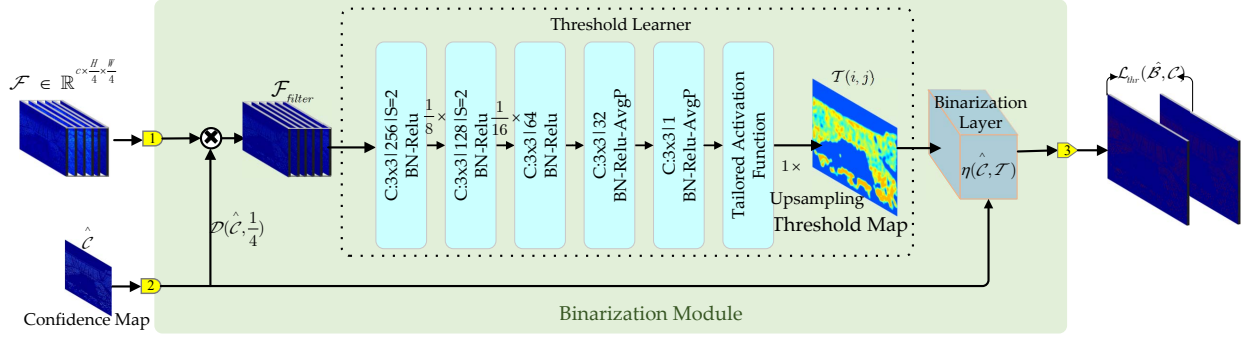 Threshold Learner
ℱ ∈ ℝ^{c×H/4×W/4}
1
ℱ_filter
C:3x3|256|S=2
BN-Relu
1/8 ×
C:3x3|128|S=2
BN-Relu
1/16 ×
C:3x3|64
BN-Relu
C:3x3|32
BN-Relu-AvgP
C:3x3|1
BN-Relu-AvgP
Tailored Activation
Function
1×
Upsampling
𝒯(i, j)
Threshold Map
Binarization
Layer
η(𝒞̂, 𝒯)
3
ℒ_thr(ℬ̂, 𝒞)
𝒟(𝒞̂, 1/4)
𝒞̂
2
Confidence Map
Binarization Module